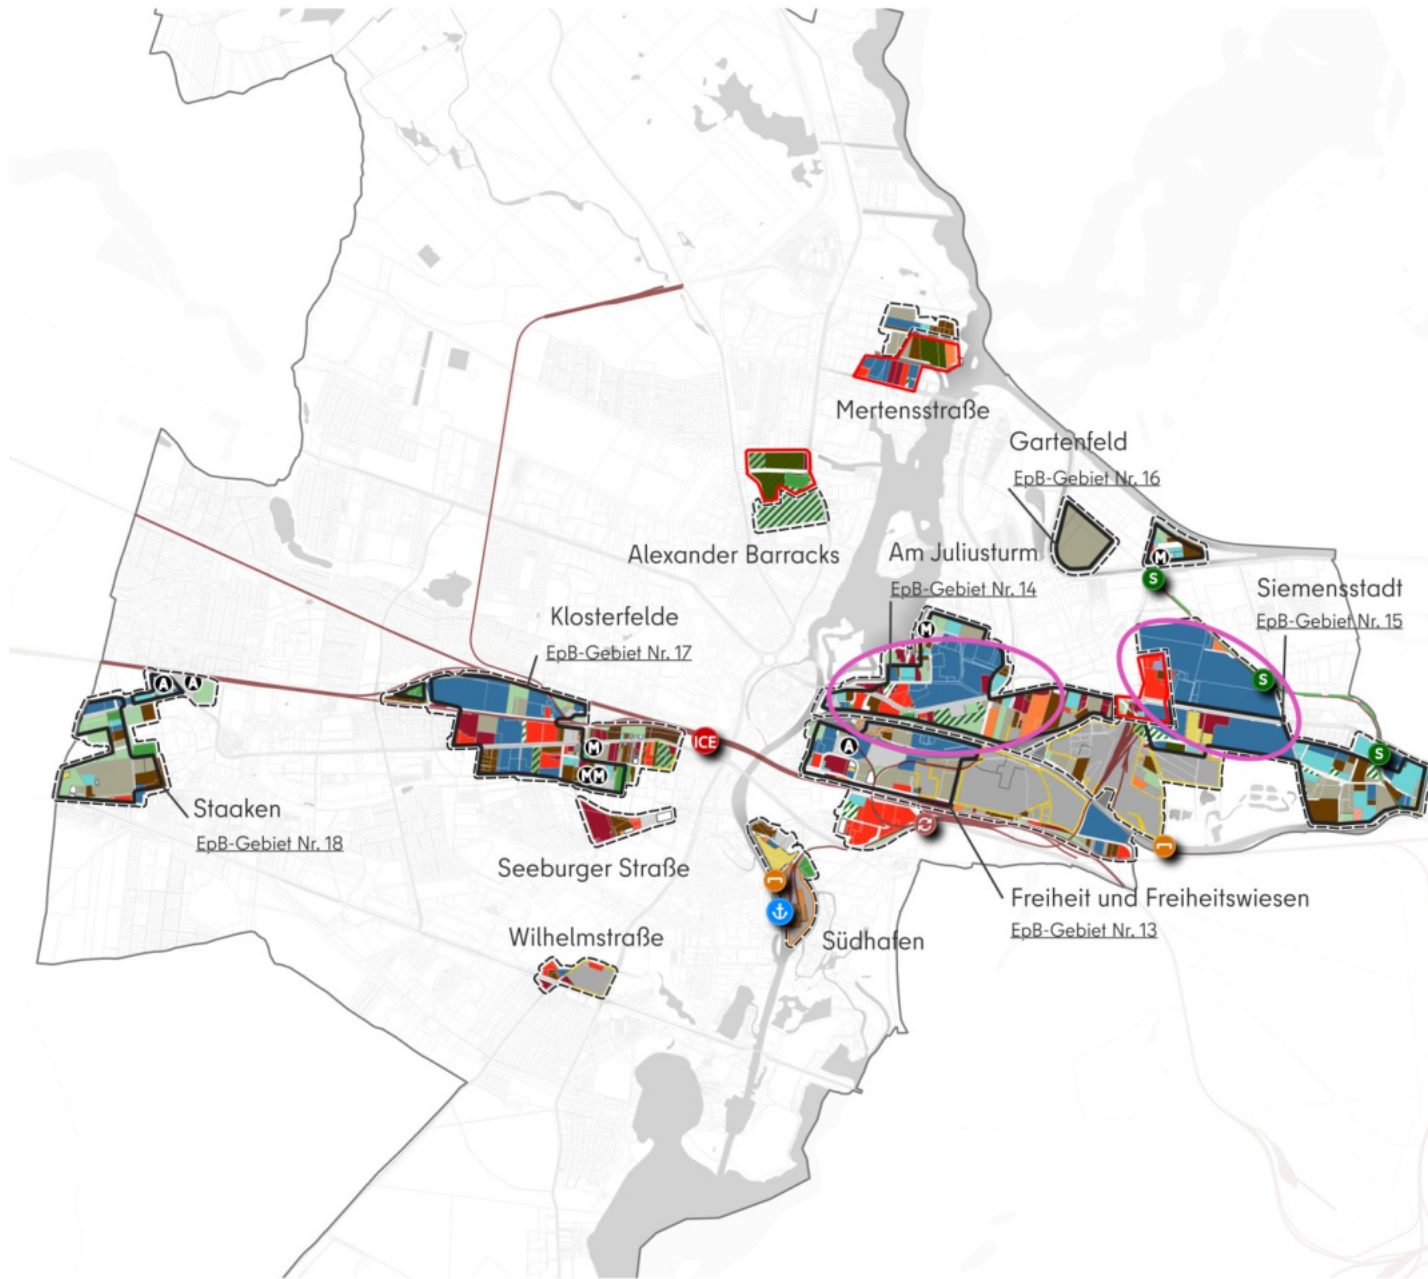 Mertensstraße
Gartenfeld
EpB-Gebiet Nr. 16
M
Alexander Barracks
Am Juliusturm
EpB-Gebiet Nr. 14
S
Siemensstadt
EpB-Gebiet Nr. 15
Klosterfelde
EpB-Gebiet Nr. 17
M
S
A
A
ICE
M
A
S
MM
Staaken
EpB-Gebiet Nr. 18
Seeburger Straße
Freiheit und Freiheitswiesen
EpB-Gebiet Nr. 13
Wilhelmstraße
Südhafen